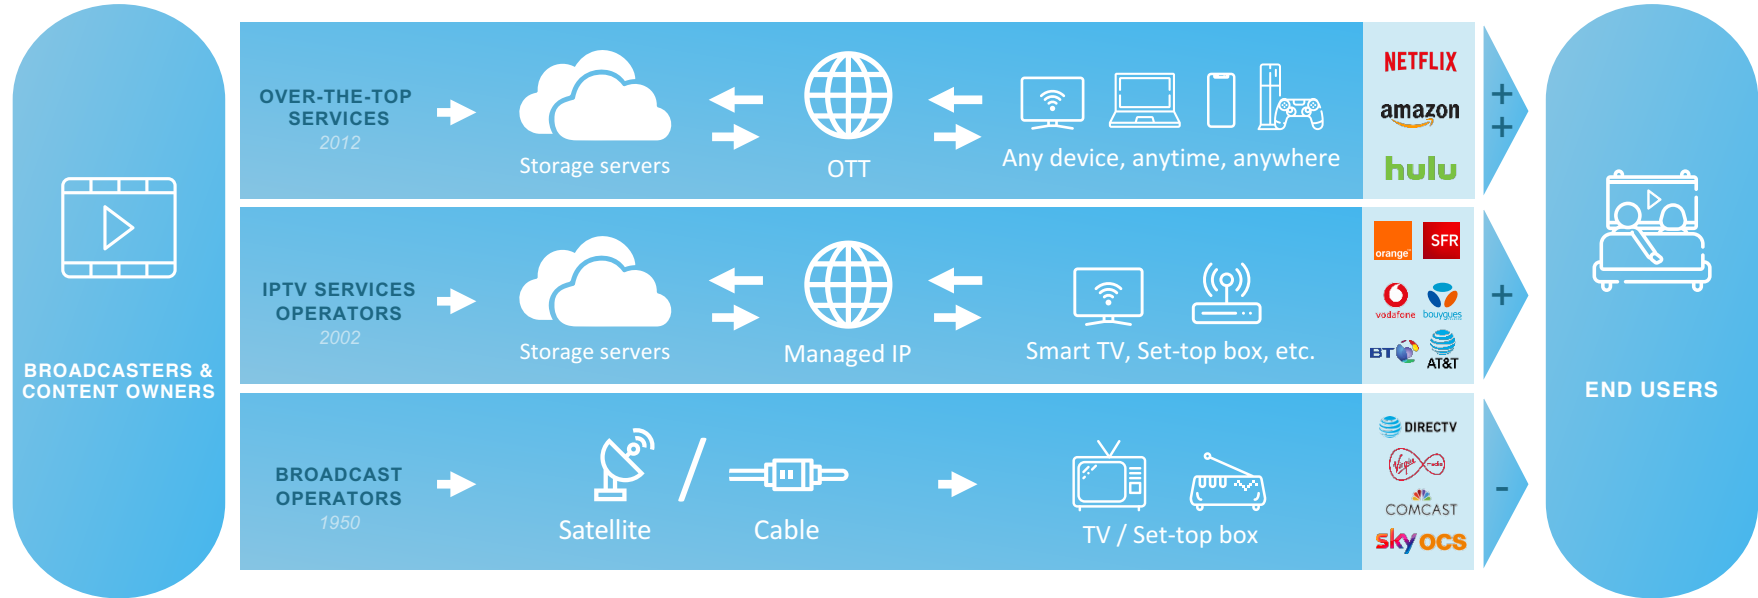 BROADCASTERS &
CONTENT OWNERS
OVER-THE-TOP
SERVICES
2012
Storage servers
OTT
Any device, anytime, anywhere
NETFLIX
amazon
hulu
+
+
IPTV SERVICES
OPERATORS
2002
Storage servers
Managed IP
Smart TV, Set-top box, etc.
orange™
SFR
vodafone
bouygues
BT
AT&T
+
BROADCAST
OPERATORS
1950
Satellite
/
Cable
TV / Set-top box
DIRECTV
Virgin media
COMCAST
sky ocs
-
END USERS